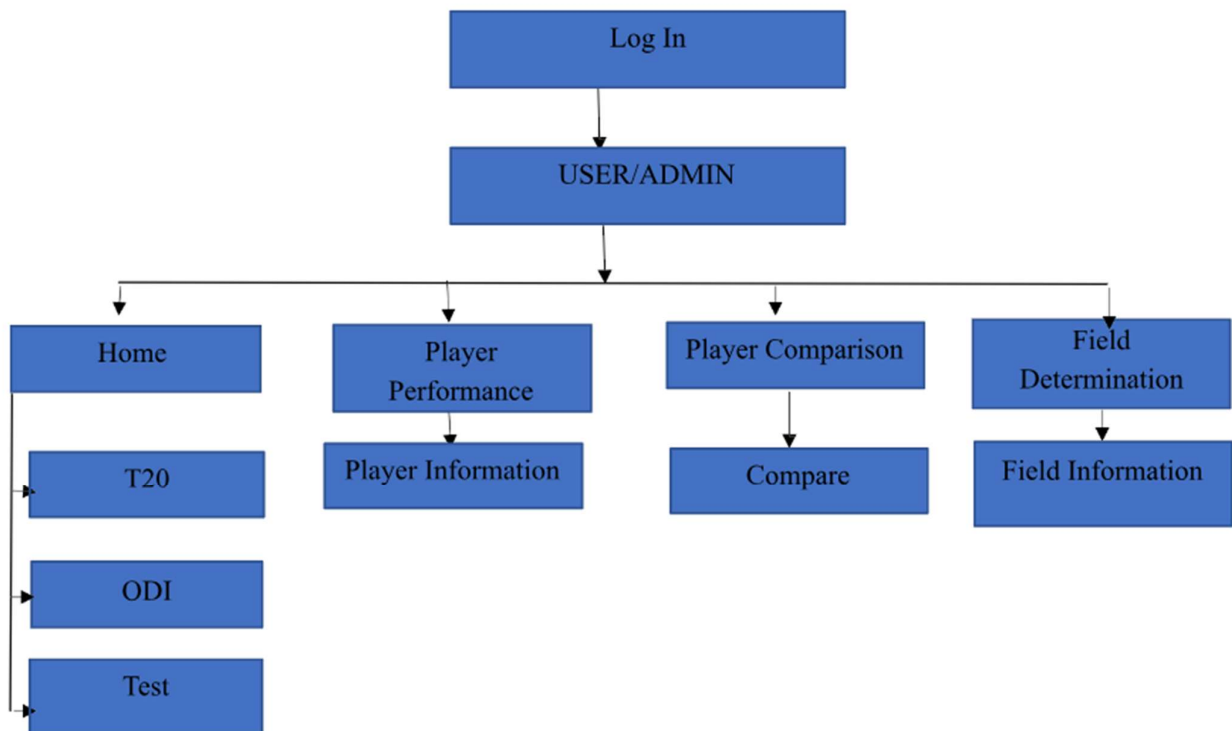 Log In
USER/ADMIN
Home
Player
Performance
Player Comparison
Field
Determination
Player Information
Compare
Field Information
T20
ODI
Test